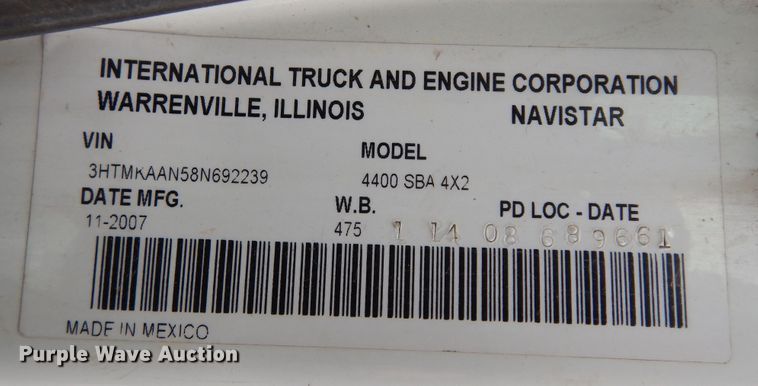 INTERNATIONAL TRUCK AND ENGINE CORPORATION
WARRENVILLE, ILLINOIS NAVISTAR
VIN MODEL
3HTMKAAN58N692239 4400 SBA 4X2
DATE MFG. W.B. PD LOC - DATE
11-2007 475 1 14 08 689661
MADE IN MEXICO
Purple Wave Auction